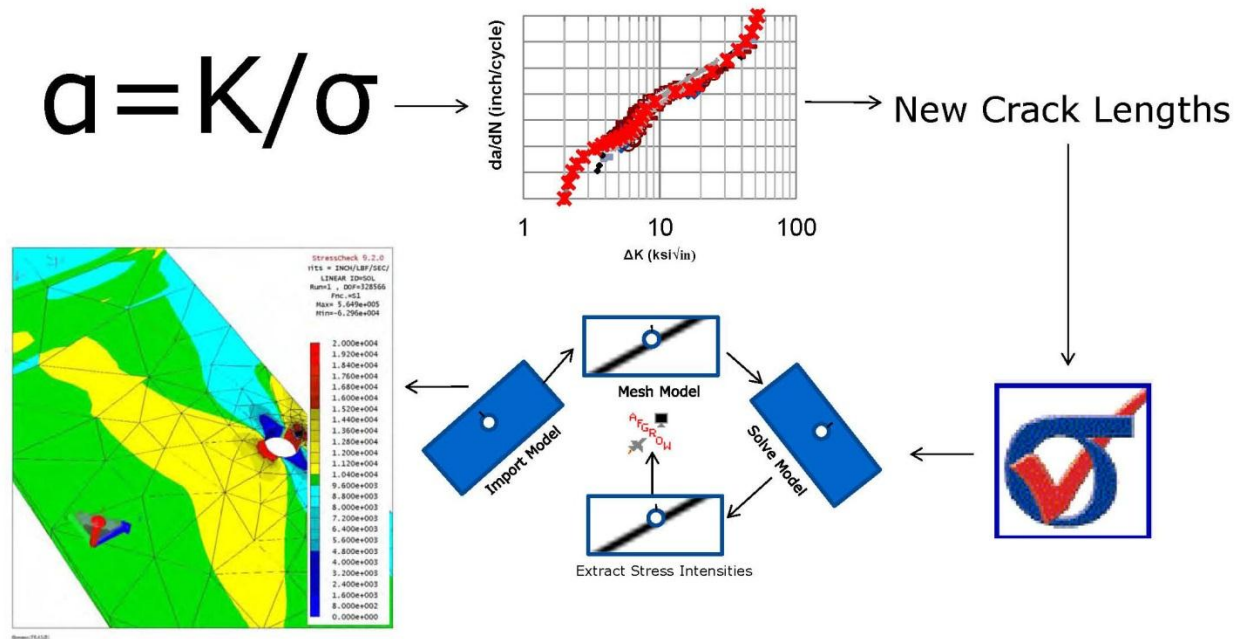 α=K/σ
da/dN (inch/cycle)
1 10 100
ΔK (ksi√in)
New Crack Lengths
StressCheck 9.2.0
nits = INCH/LBF/SEC/
LINEAR ID=SOL
Run=1 , DOF=328566
Fnc.=S1
Max= 5.649e+005
Min=-6.296e+004
2.000e+004
1.920e+004
1.840e+004
1.760e+004
1.680e+004
1.600e+004
1.520e+004
1.440e+004
1.360e+004
1.280e+004
1.200e+004
1.120e+004
1.040e+004
9.600e+003
8.800e+003
8.000e+003
7.200e+003
6.400e+003
5.600e+003
4.800e+003
4.000e+003
3.200e+003
2.400e+003
1.600e+003
8.000e+002
0.000e+000
Import Model
Mesh Model
AFGROW
Solve Model
Extract Stress Intensities
σ